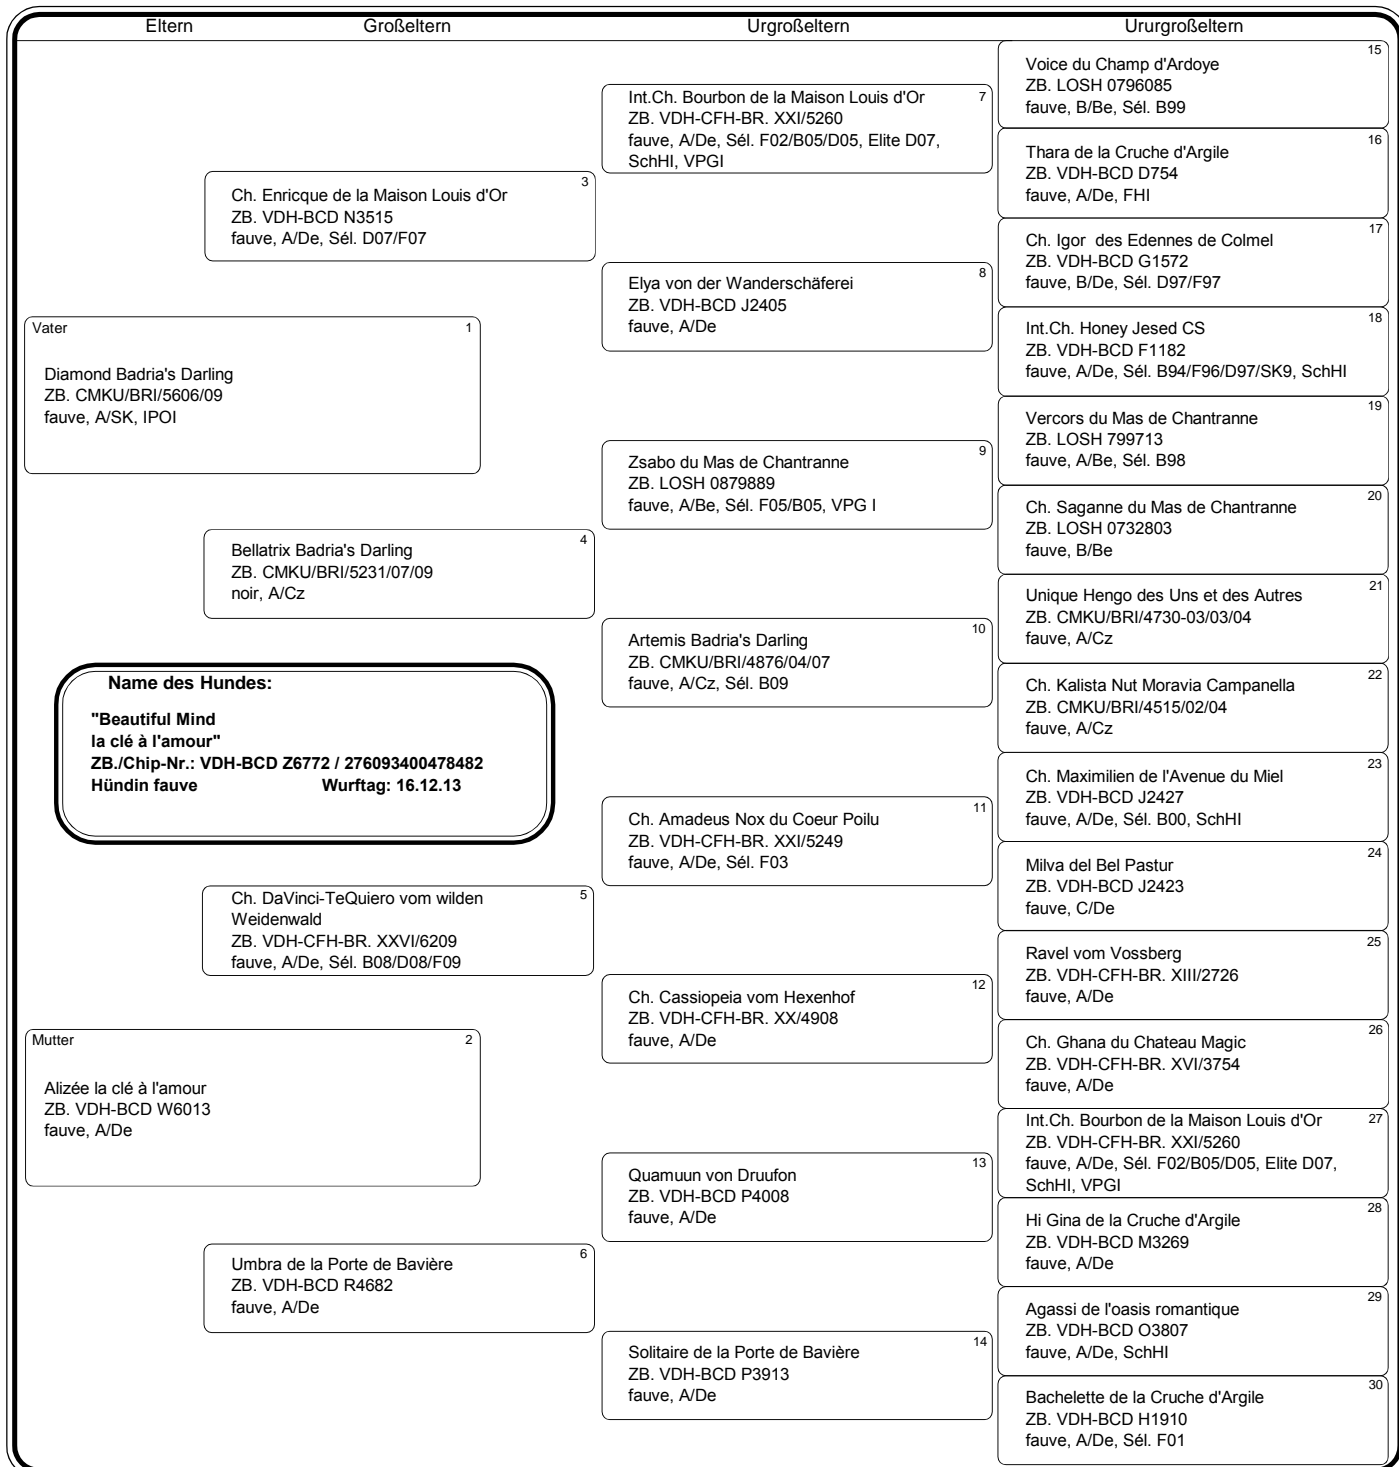 Eltern Großeltern Urgroßeltern Ururgroßeltern
Vater 1
Diamond Badria's Darling
ZB. CMKU/BRI/5606/09
fauve, A/SK, IPOI
Mutter 2
Alizée la clé à l'amour
ZB. VDH-BCD W6013
fauve, A/De
3
Ch. Enricque de la Maison Louis d'Or
ZB. VDH-BCD N3515
fauve, A/De, Sél. D07/F07
4
Bellatrix Badria's Darling
ZB. CMKU/BRI/5231/07/09
noir, A/Cz
Name des Hundes:
"Beautiful Mind
la clé à l'amour"
ZB./Chip-Nr.: VDH-BCD Z6772 / 276093400478482
Hündin fauve Wurftag: 16.12.13
5
Ch. DaVinci-TeQuiero vom wilden
Weidenwald
ZB. VDH-CFH-BR. XXVI/6209
fauve, A/De, Sél. B08/D08/F09
6
Umbra de la Porte de Bavière
ZB. VDH-BCD R4682
fauve, A/De
7
Int.Ch. Bourbon de la Maison Louis d'Or
ZB. VDH-CFH-BR. XXI/5260
fauve, A/De, Sél. F02/B05/D05, Elite D07,
SchHI, VPGI
8
Elya von der Wanderschäferei
ZB. VDH-BCD J2405
fauve, A/De
9
Zsabo du Mas de Chantranne
ZB. LOSH 0879889
fauve, A/Be, Sél. F05/B05, VPG I
10
Artemis Badria's Darling
ZB. CMKU/BRI/4876/04/07
fauve, A/Cz, Sél. B09
11
Ch. Amadeus Nox du Coeur Poilu
ZB. VDH-CFH-BR. XXI/5249
fauve, A/De, Sél. F03
12
Ch. Cassiopeia vom Hexenhof
ZB. VDH-CFH-BR. XX/4908
fauve, A/De
13
Quamuun von Druufon
ZB. VDH-BCD P4008
fauve, A/De
14
Solitaire de la Porte de Bavière
ZB. VDH-BCD P3913
fauve, A/De
15
Voice du Champ d'Ardoye
ZB. LOSH 0796085
fauve, B/Be, Sél. B99
16
Thara de la Cruche d'Argile
ZB. VDH-BCD D754
fauve, A/De, FHI
17
Ch. Igor des Edennes de Colmel
ZB. VDH-BCD G1572
fauve, B/De, Sél. D97/F97
18
Int.Ch. Honey Jesed CS
ZB. VDH-BCD F1182
fauve, A/De, Sél. B94/F96/D97/SK9, SchHI
19
Vercors du Mas de Chantranne
ZB. LOSH 799713
fauve, A/Be, Sél. B98
20
Ch. Saganne du Mas de Chantranne
ZB. LOSH 0732803
fauve, B/Be
21
Unique Hengo des Uns et des Autres
ZB. CMKU/BRI/4730-03/03/04
fauve, A/Cz
22
Ch. Kalista Nut Moravia Campanella
ZB. CMKU/BRI/4515/02/04
fauve, A/Cz
23
Ch. Maximilien de l'Avenue du Miel
ZB. VDH-BCD J2427
fauve, A/De, Sél. B00, SchHI
24
Milva del Bel Pastur
ZB. VDH-BCD J2423
fauve, C/De
25
Ravel vom Vossberg
ZB. VDH-CFH-BR. XIII/2726
fauve, A/De
26
Ch. Ghana du Chateau Magic
ZB. VDH-CFH-BR. XVI/3754
fauve, A/De
27
Int.Ch. Bourbon de la Maison Louis d'Or
ZB. VDH-CFH-BR. XXI/5260
fauve, A/De, Sél. F02/B05/D05, Elite D07,
SchHI, VPGI
28
Hi Gina de la Cruche d'Argile
ZB. VDH-BCD M3269
fauve, A/De
29
Agassi de l'oasis romantique
ZB. VDH-BCD O3807
fauve, A/De, SchHI
30
Bachelette de la Cruche d'Argile
ZB. VDH-BCD H1910
fauve, A/De, Sél. F01